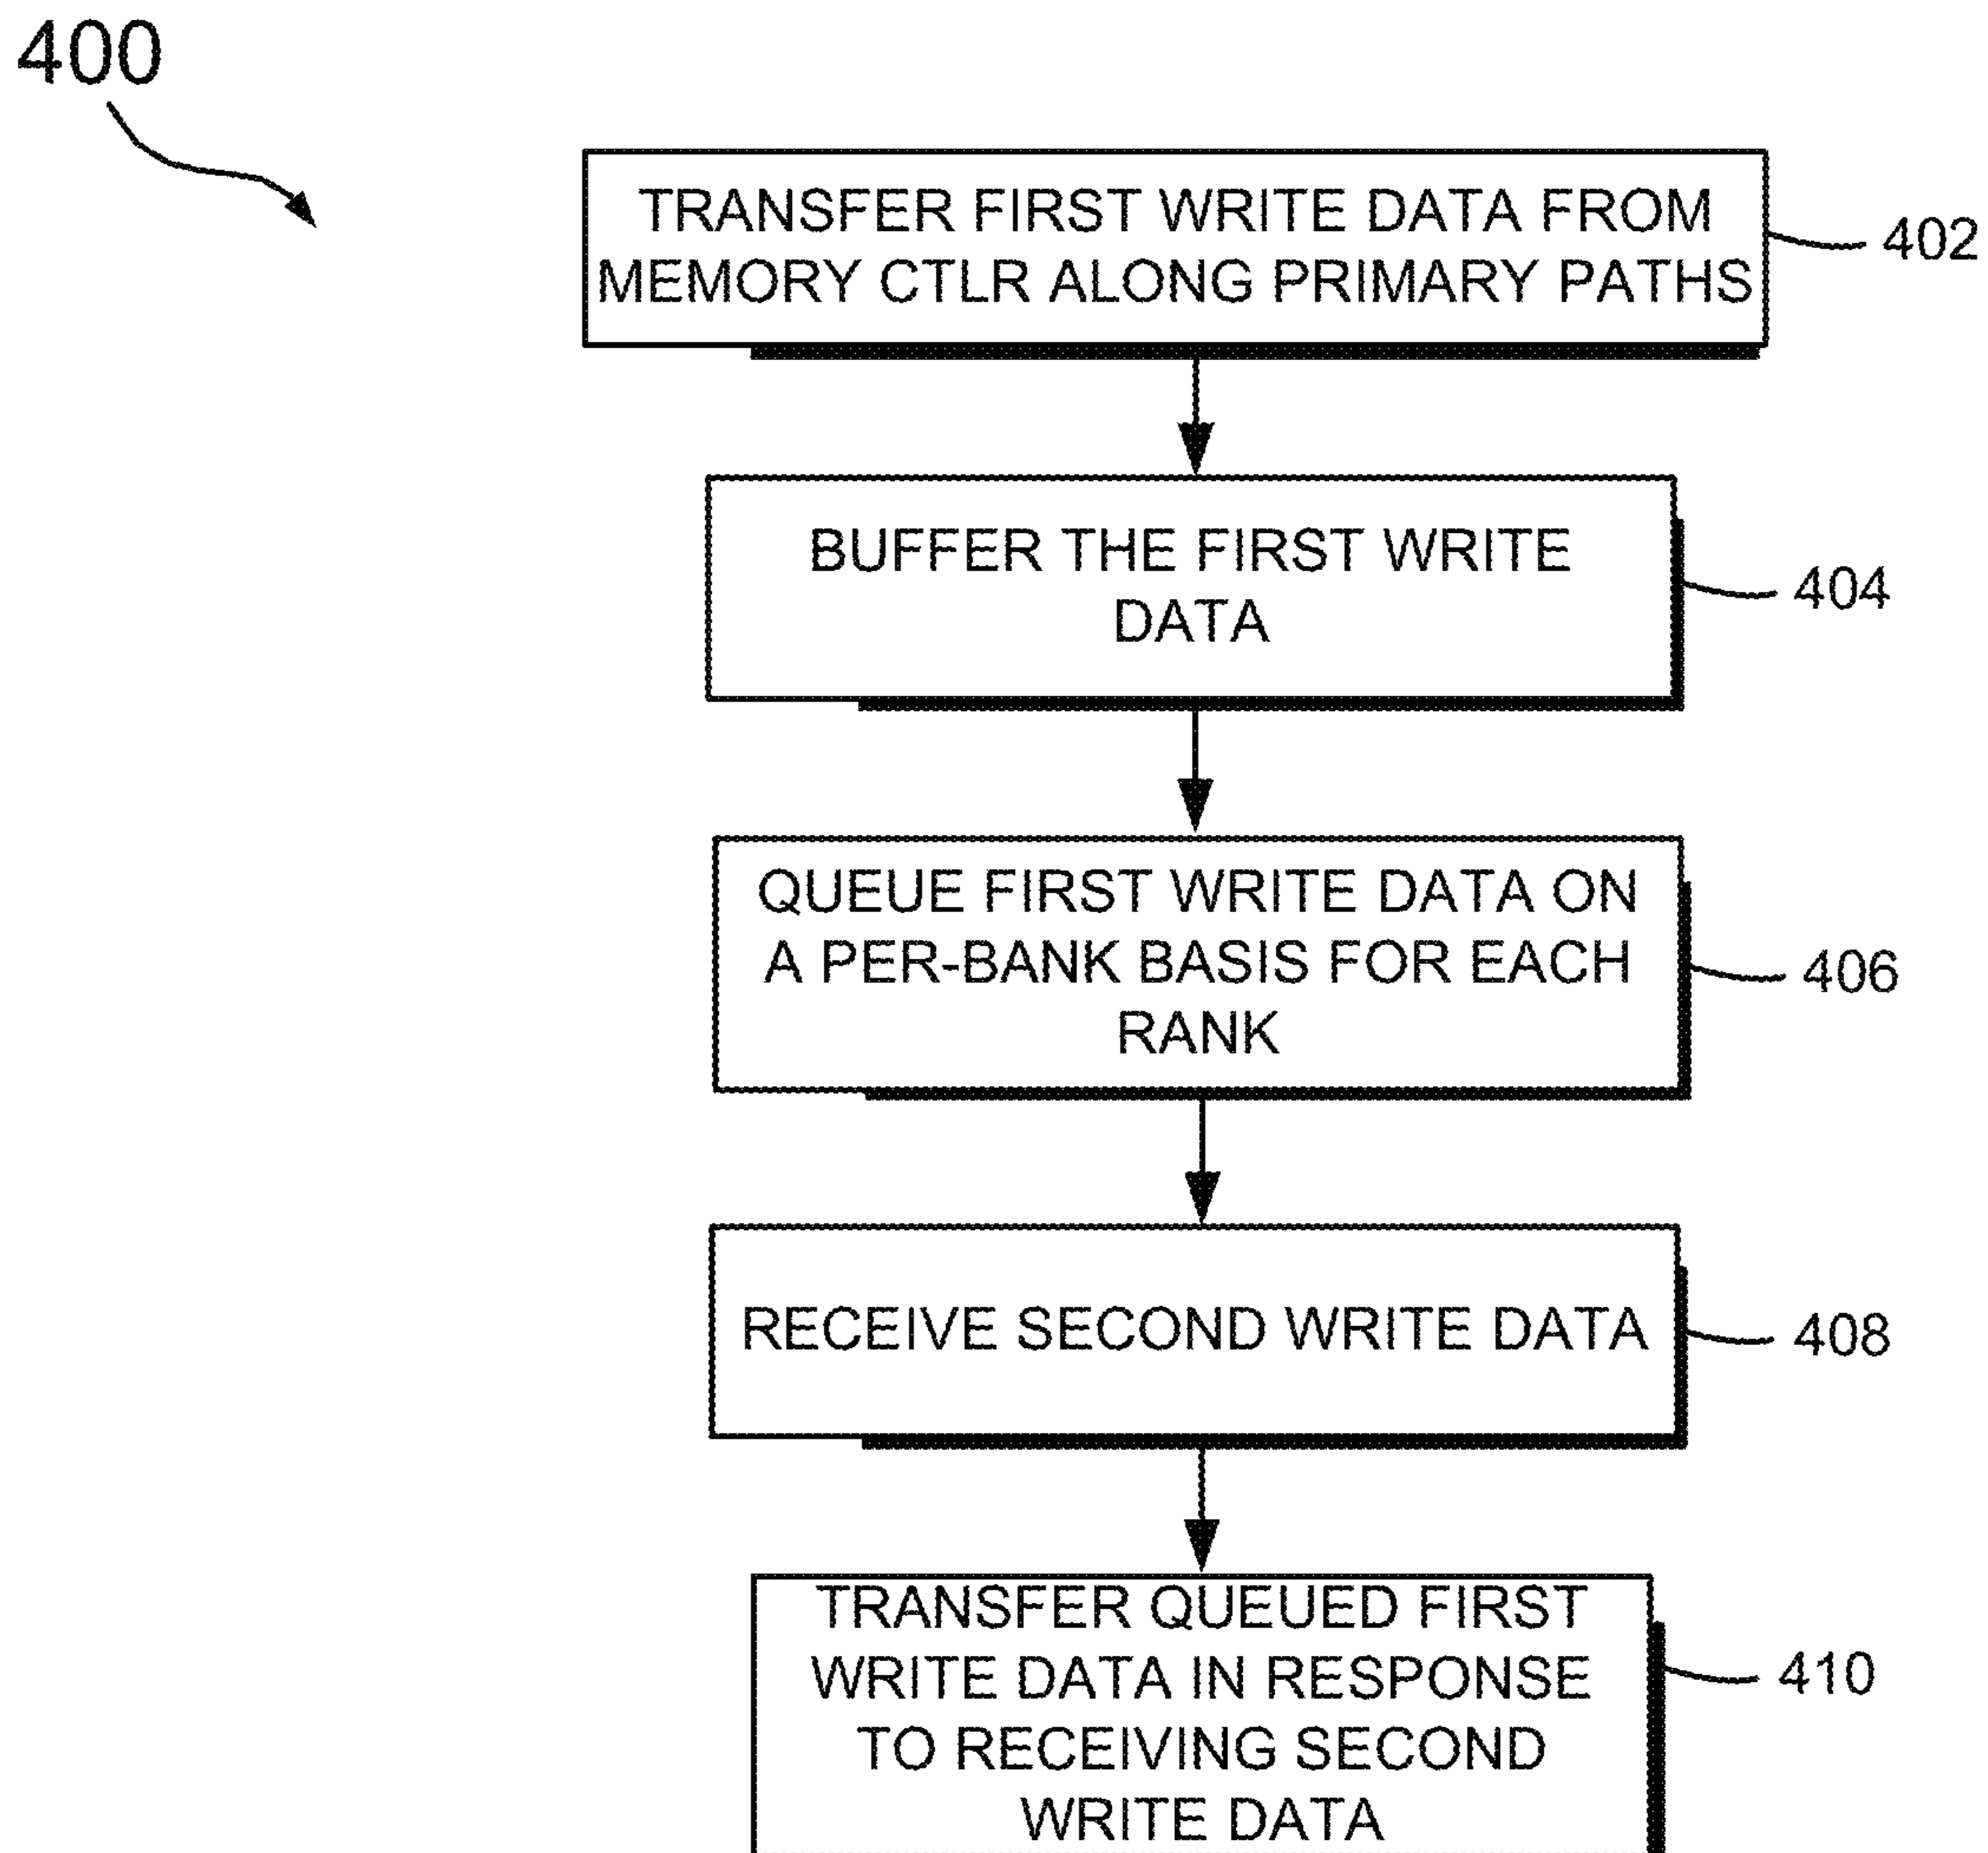 400
TRANSFER FIRST WRITE DATA FROM
MEMORY CTLR ALONG PRIMARY PATHS
402
BUFFER THE FIRST WRITE
DATA
404
QUEUE FIRST WRITE DATA ON
A PER-BANK BASIS FOR EACH
RANK
406
RECEIVE SECOND WRITE DATA
408
TRANSFER QUEUED FIRST
WRITE DATA IN RESPONSE
TO RECEIVING SECOND
WRITE DATA
410